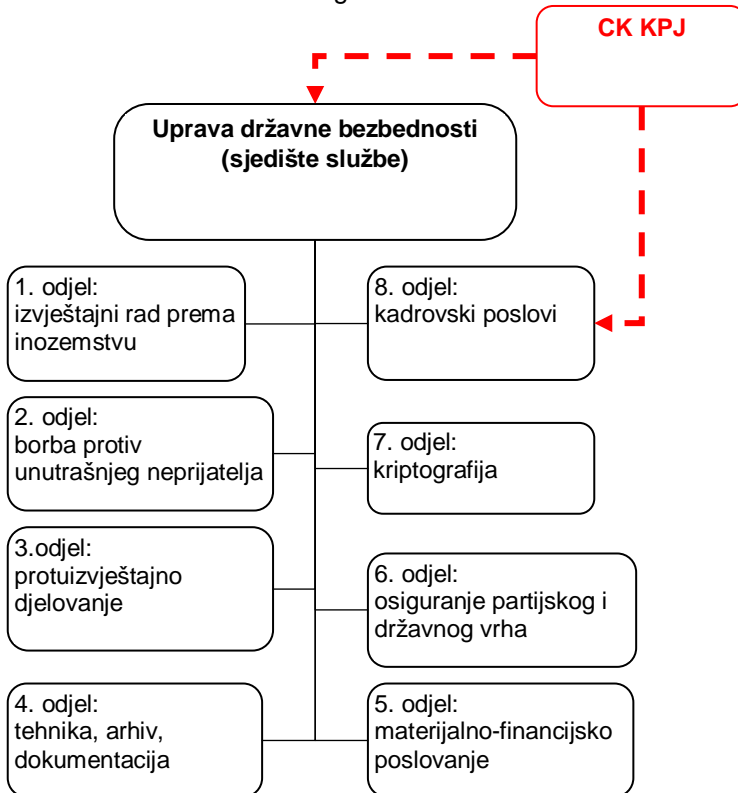 CK KPJ
Uprava državne bezbednosti
(sjedište službe)
1. odjel:
izvještajni rad prema
inozemstvu
8. odjel:
kadrovski poslovi
2. odjel:
borba protiv
unutrašnjeg neprijatelja
7. odjel:
kriptografija
3.odjel:
protuizvještajno
djelovanje
6. odjel:
osiguranje partijskog i
državnog vrha
4. odjel:
tehnika, arhiv,
dokumentacija
5. odjel:
materijalno-financijsko
poslovanje